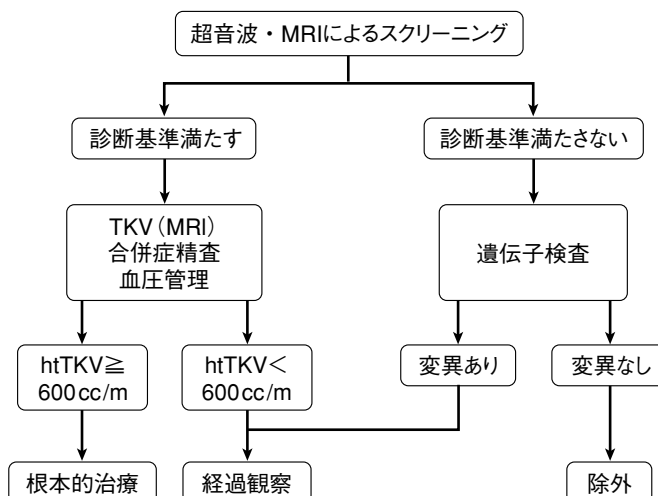 超音波・MRIによるスクリーニング
診断基準満たす
診断基準満たさない
TKV（MRI）
合併症精査
血圧管理
遺伝子検査
htTKV≧
600cc/m
htTKV＜
600cc/m
変異あり
変異なし
根本的治療
経過観察
除外